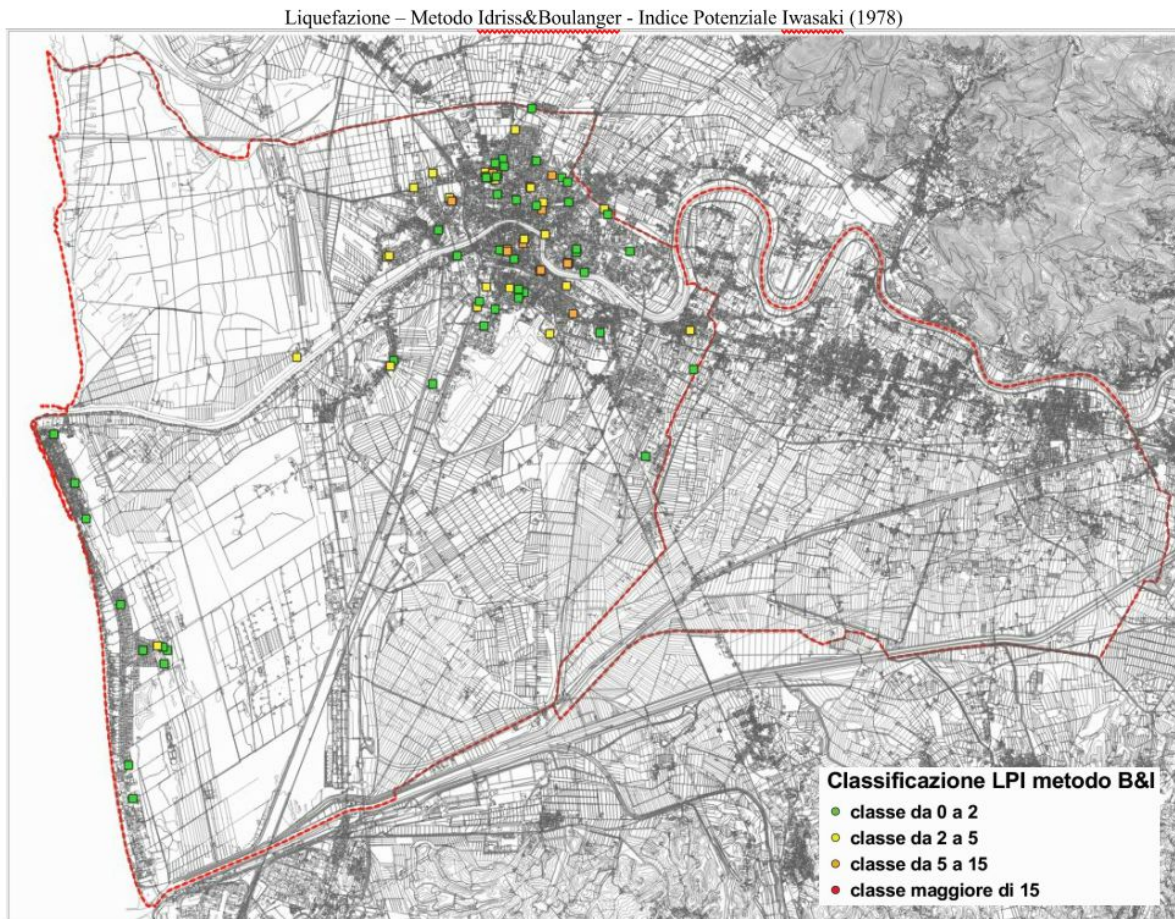 Liquefazione – Metodo Idriss&Boulanger - Indice Potenziale Iwasaki (1978)
Classificazione LPI metodo B&I
classe da 0 a 2
classe da 2 a 5
classe da 5 a 15
classe maggiore di 15